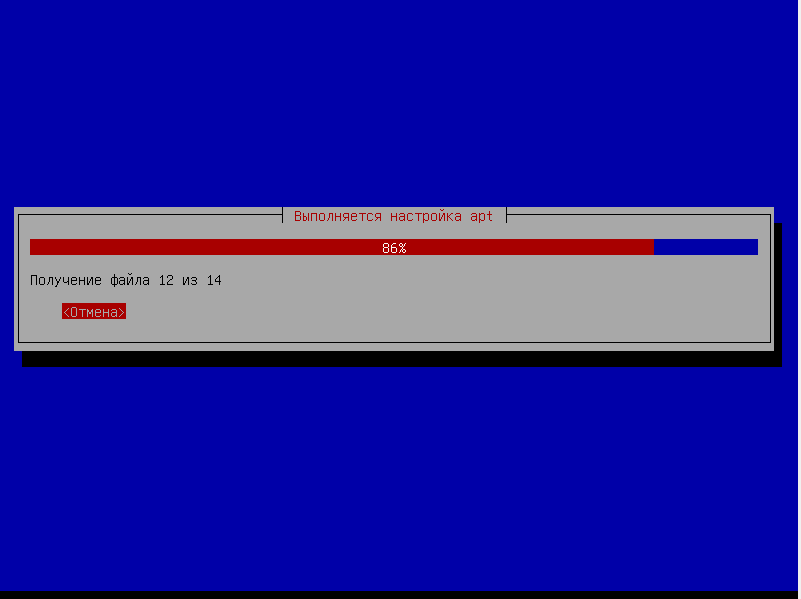 Выполняется настройка apt
86%
Получение файла 12 из 14
<Отмена>